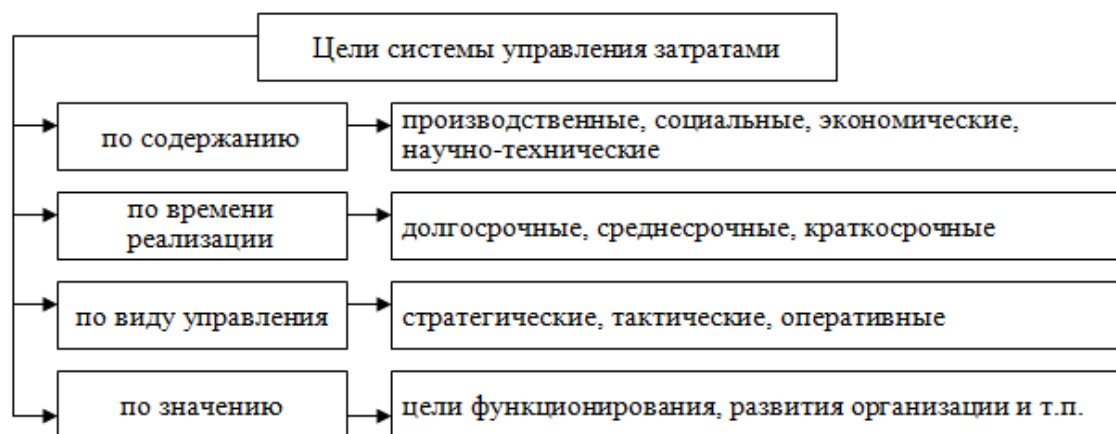 Цели системы управления затратами
по содержанию
производственные, социальные, экономические,
научно-технические
по времени
реализации
долгосрочные, среднесрочные, краткосрочные
по виду управления
стратегические, тактические, оперативные
по значению
цели функционирования, развития организации и т.п.